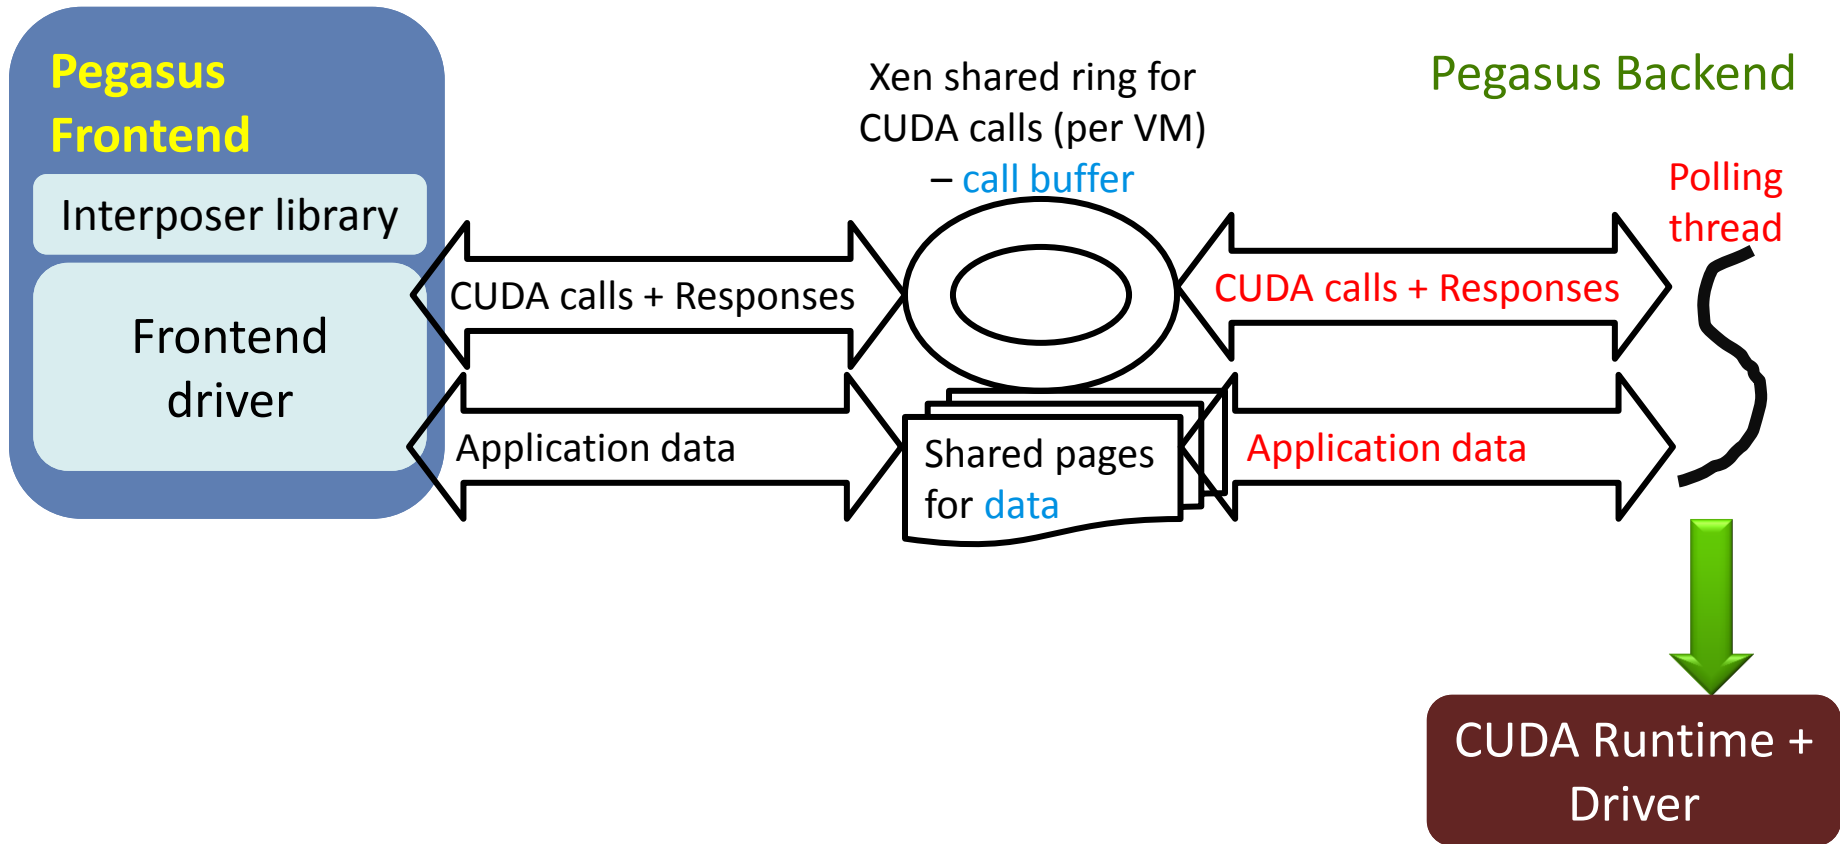 Pegasus
Frontend
Interposer library
Frontend
driver
Xen shared ring for
CUDA calls (per VM)
– call buffer
CUDA calls + Responses
Application data
Shared pages
for data
Pegasus Backend
Polling
thread
CUDA calls + Responses
Application data
CUDA Runtime +
Driver